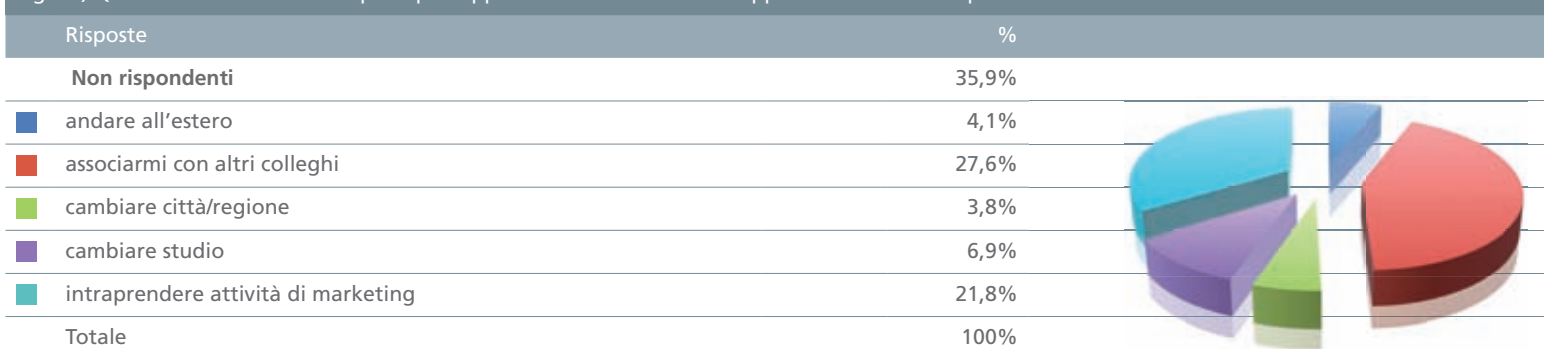 Risposte %
Non rispondenti 35,9%
andare all'estero 4,1%
associarmi con altri colleghi 27,6%
cambiare città/regione 3,8%
cambiare studio 6,9%
intraprendere attività di marketing 21,8%
Totale 100%